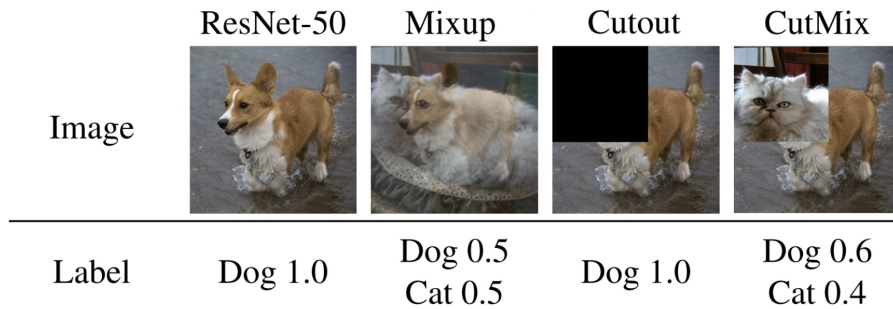 ResNet-50 Mixup Cutout CutMix
Image
Label Dog 1.0 Dog 0.5 Cat 0.5 Dog 1.0 Dog 0.6 Cat 0.4